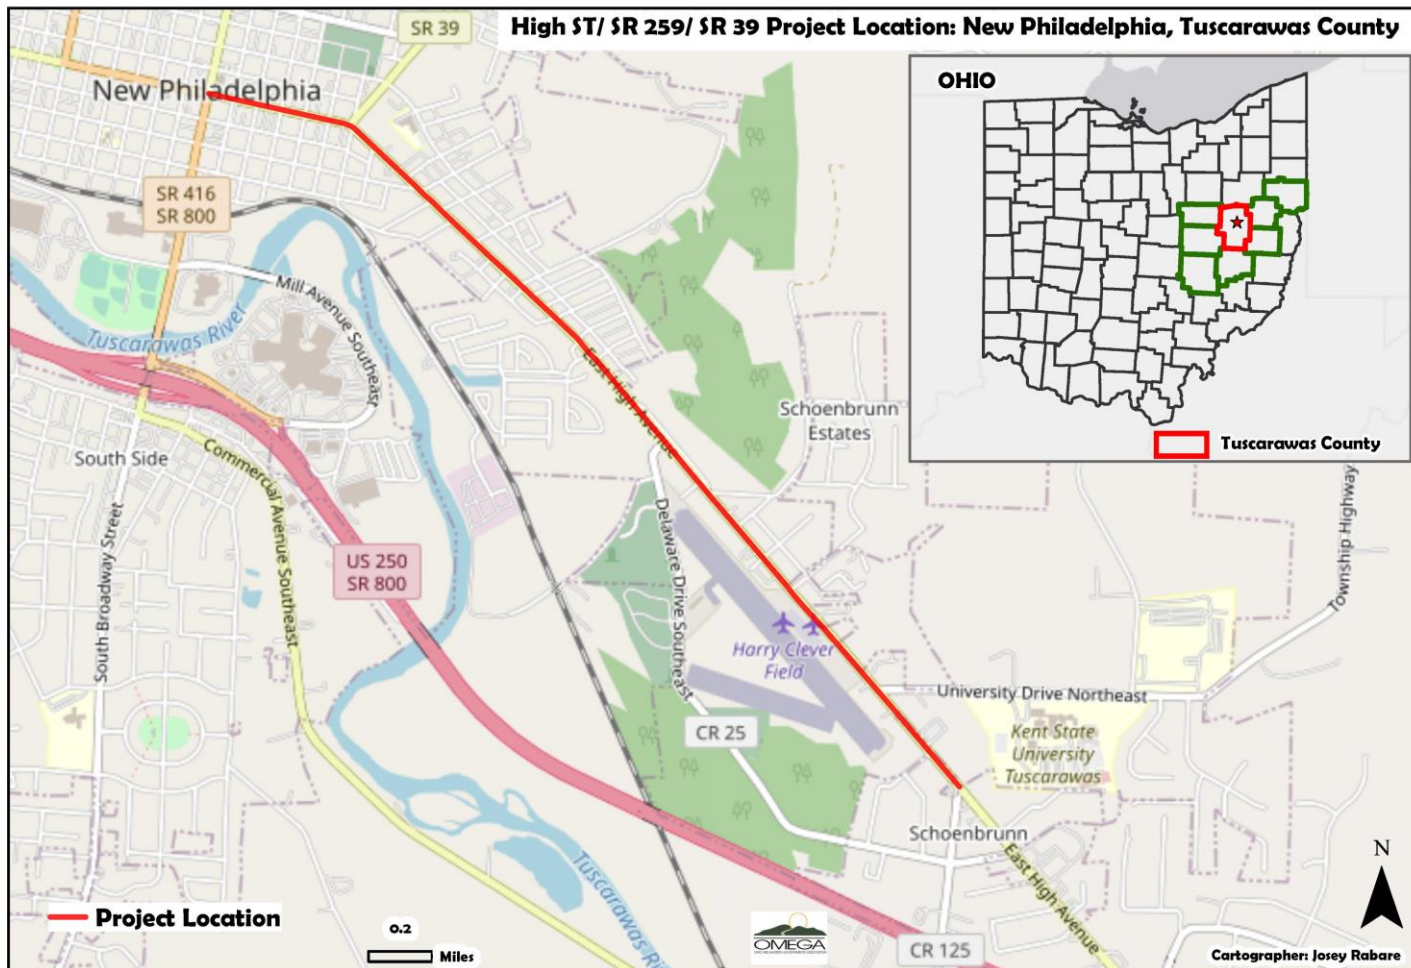 High ST/ SR 259/ SR 39 Project Location: New Philadelphia, Tuscarawas County
SR 39
OHIO
New Philadelphia
SR 416
SR 800
Mill Avenue Southeast
Tuscarawas River
East High Avenue
Schoenbrunn
Estates
Tuscarawas County
South Side
Commercial Avenue Southeast
South Broadway Street
US 250
SR 800
Delaware Drive Southeast
Township Highway
Harry Clever
Field
University Drive Northeast
CR 25
Kent State
University
Tuscarawas
Schoenbrunn
East High Avenue
Tuscarawas
N
Project Location
0.2
Miles
OMEGA
CR 125
Cartographer: Josey Rabare